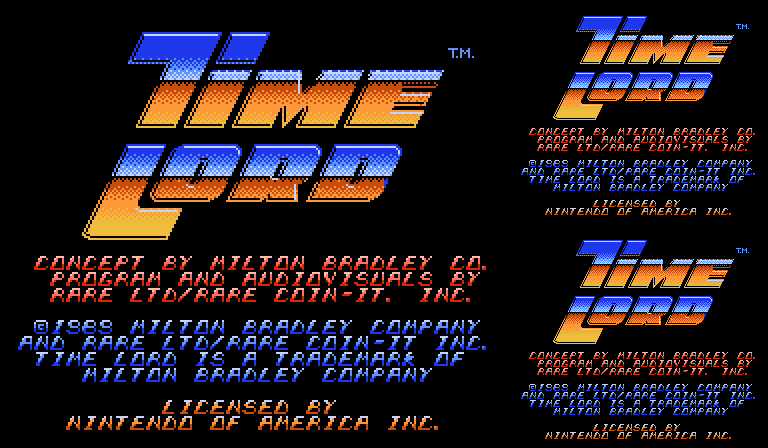 TIME
T.M.
LORD
CONCEPT BY MILTON BRADLEY CO.
PROGRAM AND AUDIOVISUALS BY
RARE LTD/RARE COIN-IT. INC.
©1989 MILTON BRADLEY COMPANY
AND RARE LTD/RARE COIN-IT INC.
TIME LORD IS A TRADEMARK OF
MILTON BRADLEY COMPANY
LICENSED BY
NINTENDO OF AMERICA INC.
TIME
T.M.
LORD
CONCEPT BY MILTON BRADLEY CO.
PROGRAM AND AUDIOVISUALS BY
RARE LTD/RARE COIN-IT. INC.
©1989 MILTON BRADLEY COMPANY
AND RARE LTD/RARE COIN-IT INC.
TIME LORD IS A TRADEMARK OF
MILTON BRADLEY COMPANY
LICENSED BY
NINTENDO OF AMERICA INC.
TIME
T.M.
LORD
CONCEPT BY MILTON BRADLEY CO.
PROGRAM AND AUDIOVISUALS BY
RARE LTD/RARE COIN-IT. INC.
©1989 MILTON BRADLEY COMPANY
AND RARE LTD/RARE COIN-IT INC.
TIME LORD IS A TRADEMARK OF
MILTON BRADLEY COMPANY
LICENSED BY
NINTENDO OF AMERICA INC.